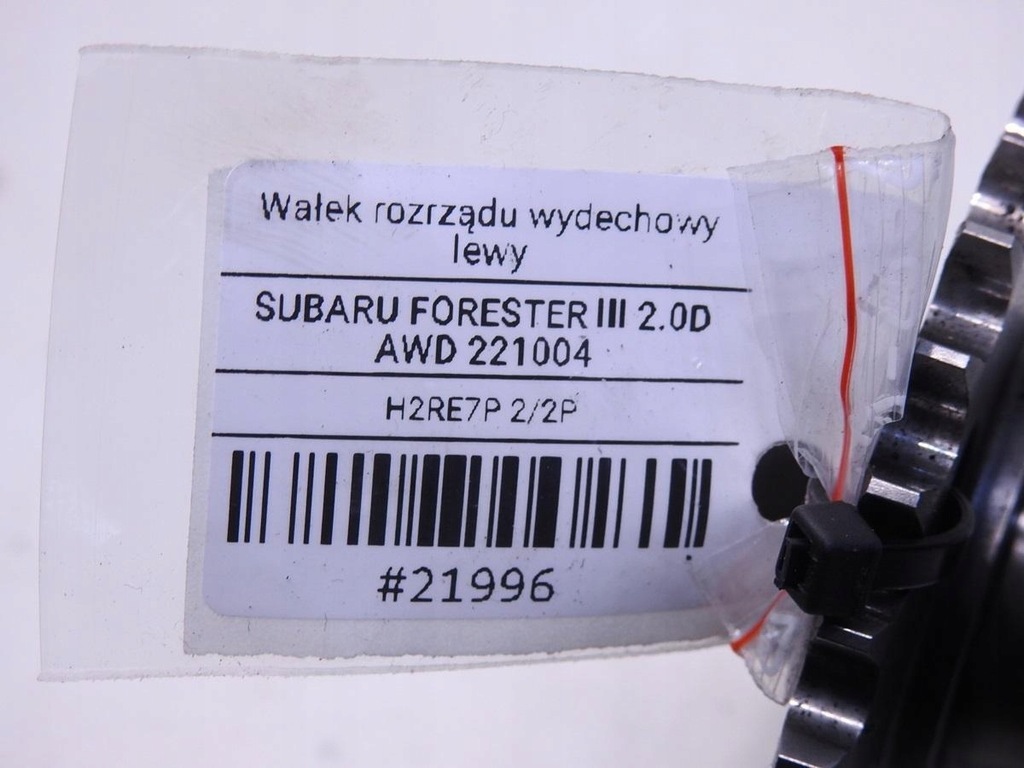 Wałek rozrządu wydechowy
lewy
SUBARU FORESTER III 2.0D
AWD 221004
H2RE7P 2/2P
#21996